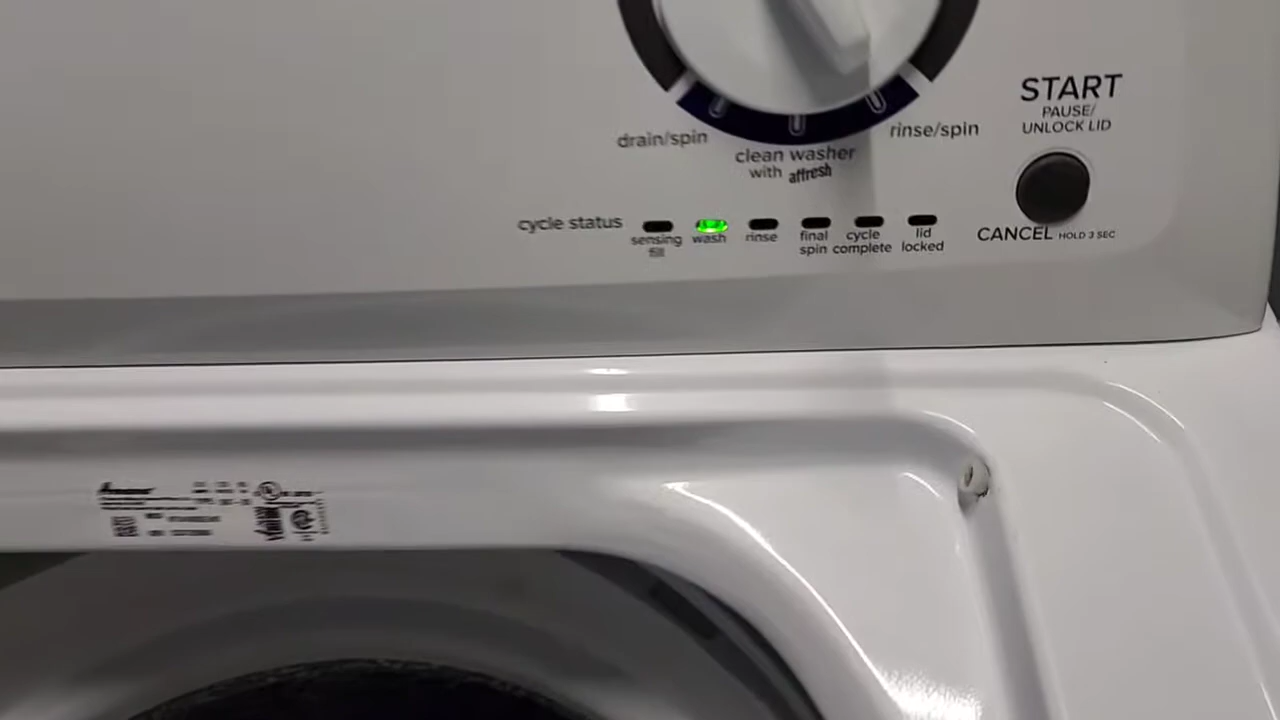 START
PAUSE/
UNLOCK LID
drain/spin
rinse/spin
clean washer
with affresh
cycle status
sensing
fill
wash
rinse
final
spin
cycle
complete
lid
locked
CANCEL HOLD 3 SEC